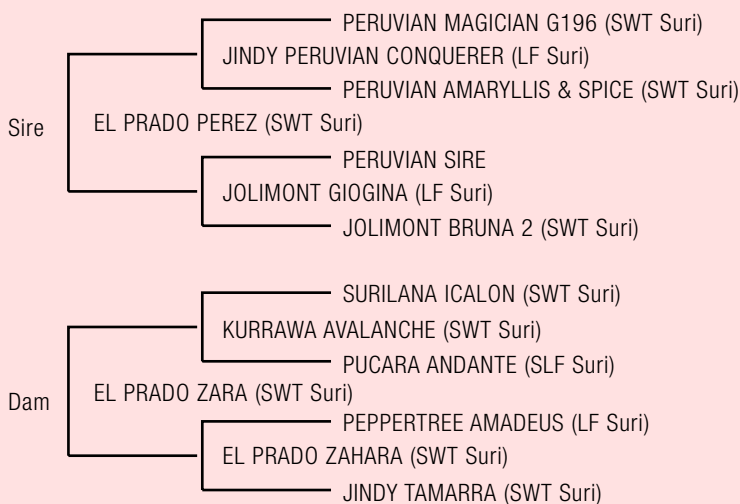 PERUVIAN MAGICIAN G196 (SWT Suri)
JINDY PERUVIAN CONQUERER (LF Suri)
PERUVIAN AMARYLLIS & SPICE (SWT Suri)
Sire
EL PRADO PEREZ (SWT Suri)
PERUVIAN SIRE
JOLIMONT GIOGINA (LF Suri)
JOLIMONT BRUNA 2 (SWT Suri)
SURILANA ICALON (SWT Suri)
KURRAWA AVALANCHE (SWT Suri)
PUCARA ANDANTE (SLF Suri)
Dam
EL PRADO ZARA (SWT Suri)
PEPPERTREE AMADEUS (LF Suri)
EL PRADO ZAHARA (SWT Suri)
JINDY TAMARRA (SWT Suri)